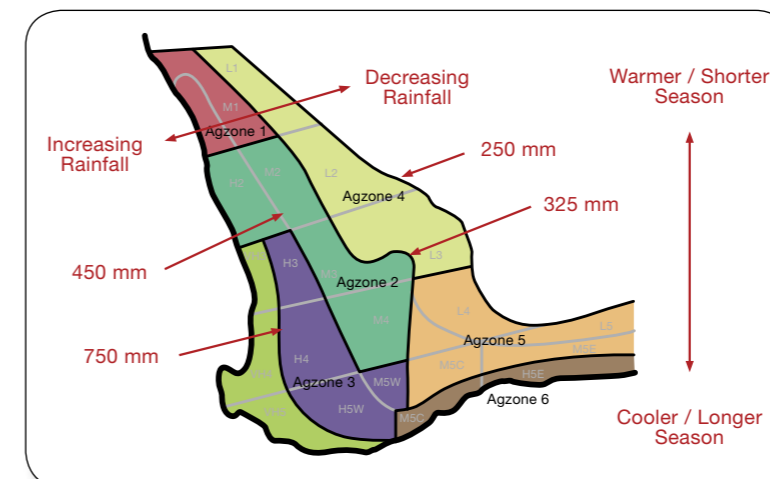 L1
Decreasing
Rainfall
Warmer / Shorter
Season
M1
Agzone 1
Increasing
Rainfall
250 mm
H2
M2
L2
Agzone 4
325 mm
450 mm
H3
M3
L3
Agzone 2
M4
L4
L5
750 mm
Agzone 5
M5E
H4
VH4
M5C
H5E
Agzone 3
M5W
Agzone 6
VH5
H5W
M5C
Cooler / Longer
Season